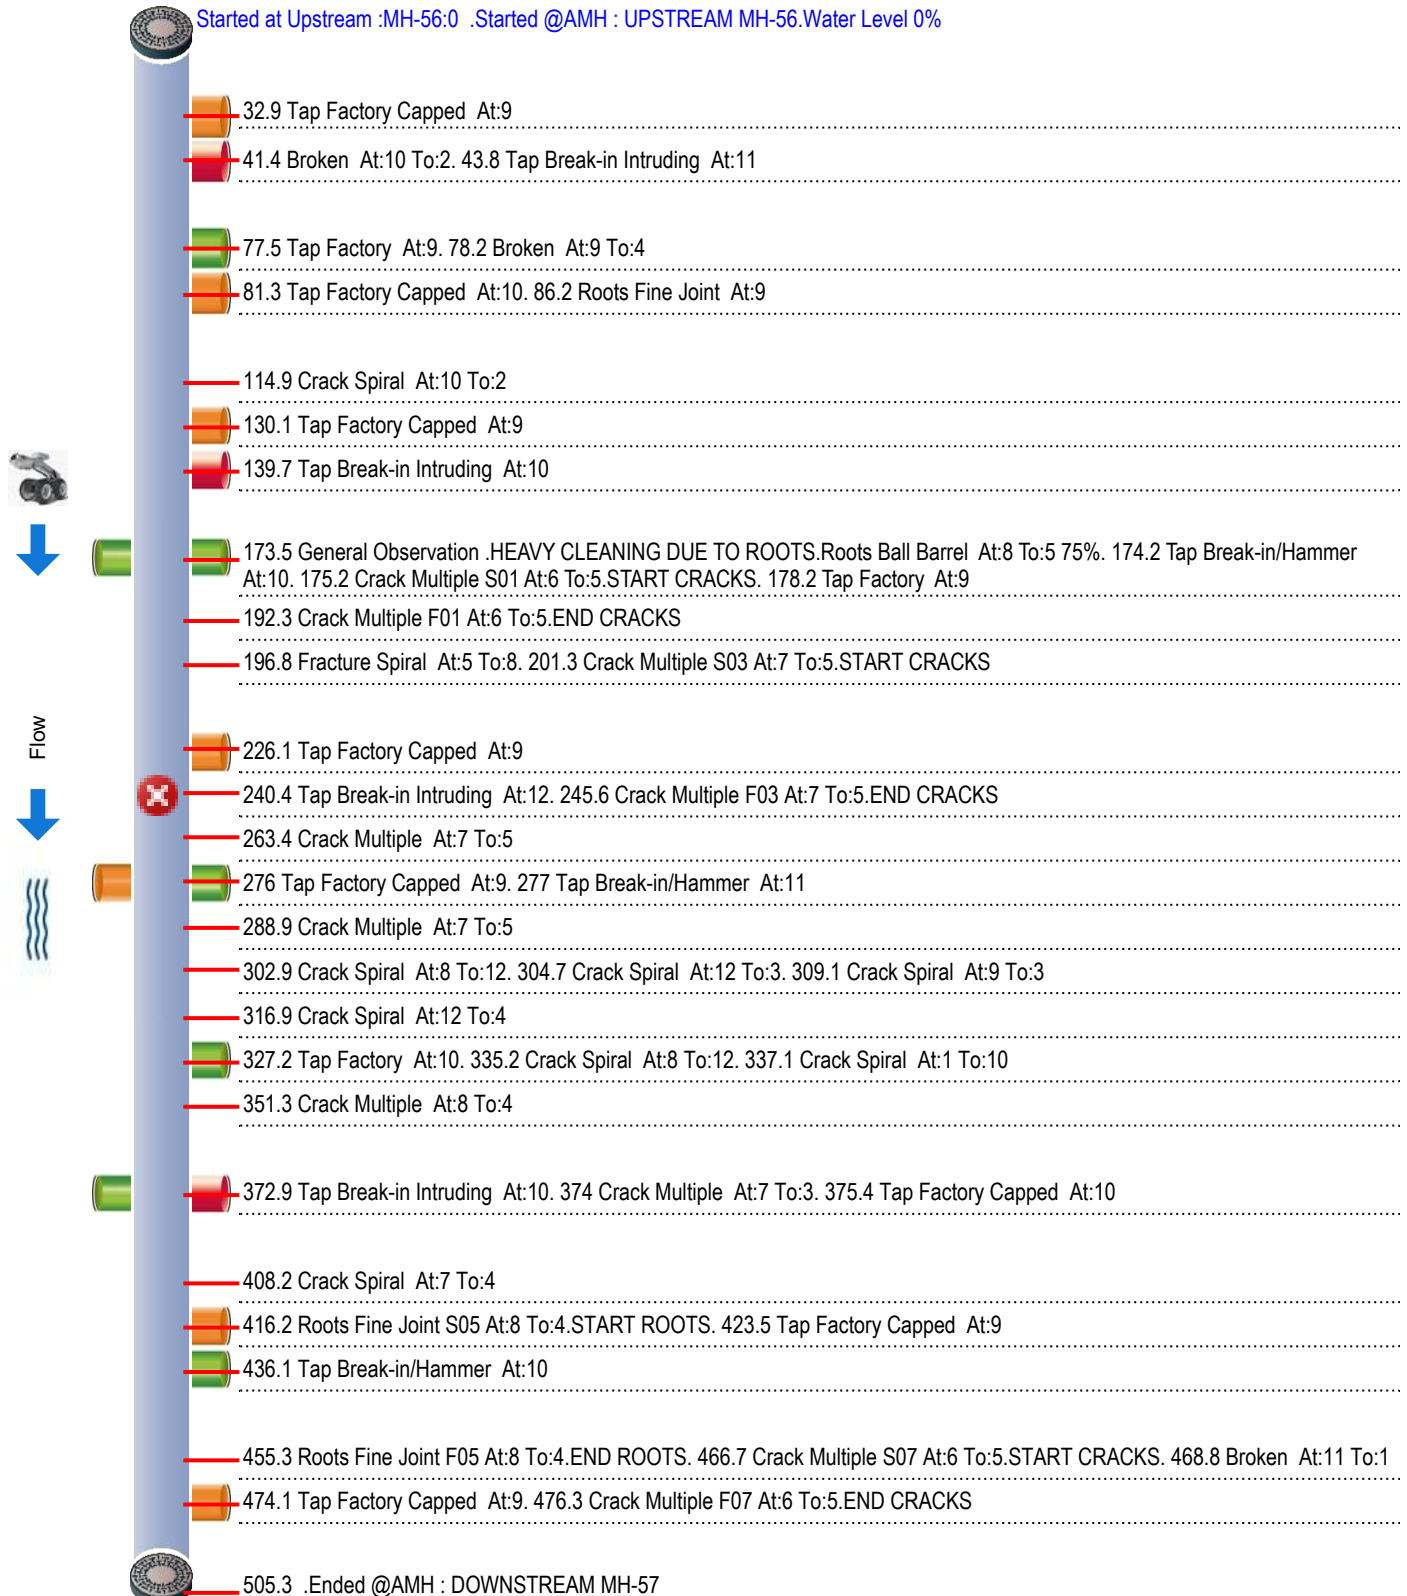 Started at Upstream :MH-56:0 .Started @AMH : UPSTREAM MH-56.Water Level 0%
32.9 Tap Factory Capped At:9
41.4 Broken At:10 To:2. 43.8 Tap Break-in Intruding At:11
77.5 Tap Factory At:9. 78.2 Broken At:9 To:4
81.3 Tap Factory Capped At:10. 86.2 Roots Fine Joint At:9
114.9 Crack Spiral At:10 To:2
130.1 Tap Factory Capped At:9
139.7 Tap Break-in Intruding At:10
173.5 General Observation .HEAVY CLEANING DUE TO ROOTS.Roots Ball Barrel At:8 To:5 75%. 174.2 Tap Break-in/Hammer
At:10. 175.2 Crack Multiple S01 At:6 To:5.START CRACKS. 178.2 Tap Factory At:9
192.3 Crack Multiple F01 At:6 To:5.END CRACKS
196.8 Fracture Spiral At:5 To:8. 201.3 Crack Multiple S03 At:7 To:5.START CRACKS
Flow
226.1 Tap Factory Capped At:9
240.4 Tap Break-in Intruding At:12. 245.6 Crack Multiple F03 At:7 To:5.END CRACKS
263.4 Crack Multiple At:7 To:5
276 Tap Factory Capped At:9. 277 Tap Break-in/Hammer At:11
288.9 Crack Multiple At:7 To:5
302.9 Crack Spiral At:8 To:12. 304.7 Crack Spiral At:12 To:3. 309.1 Crack Spiral At:9 To:3
316.9 Crack Spiral At:12 To:4
327.2 Tap Factory At:10. 335.2 Crack Spiral At:8 To:12. 337.1 Crack Spiral At:1 To:10
351.3 Crack Multiple At:8 To:4
372.9 Tap Break-in Intruding At:10. 374 Crack Multiple At:7 To:3. 375.4 Tap Factory Capped At:10
408.2 Crack Spiral At:7 To:4
416.2 Roots Fine Joint S05 At:8 To:4.START ROOTS. 423.5 Tap Factory Capped At:9
436.1 Tap Break-in/Hammer At:10
455.3 Roots Fine Joint F05 At:8 To:4.END ROOTS. 466.7 Crack Multiple S07 At:6 To:5.START CRACKS. 468.8 Broken At:11 To:1
474.1 Tap Factory Capped At:9. 476.3 Crack Multiple F07 At:6 To:5.END CRACKS
505.3 .Ended @AMH : DOWNSTREAM MH-57